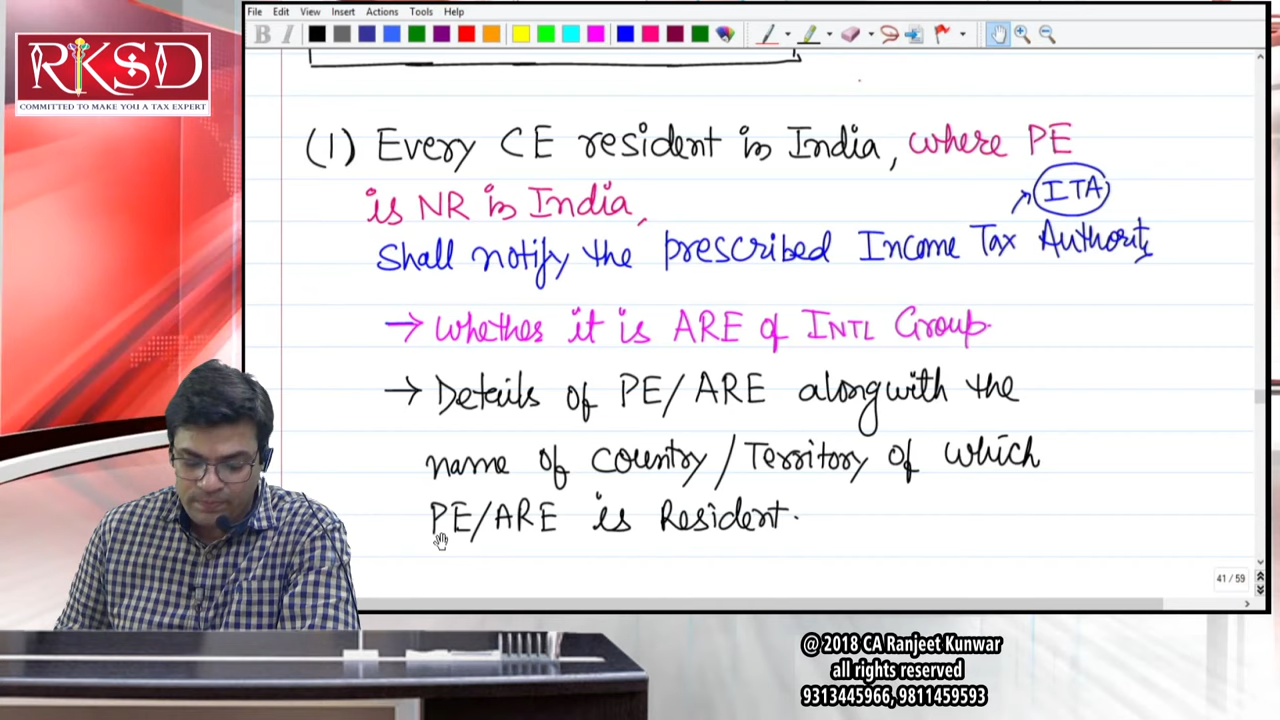 File Edit View Insert Actions Tools Help
B I
RKSD
COMMITTED TO MAKE YOU A TAX EXPERT
(1) Every CE resident in India, where PE
is NR in India,
ITA
Shall notify the prescribed Income Tax Authority
→ Whether it is ARE of INTL Group.
→ Details of PE/ARE alongwith the
name of country/Territory of which
PE/ARE is Resident.
41 / 59
@ 2018 CA Ranjeet Kunwar
all rights reserved
9313445966, 9811459593